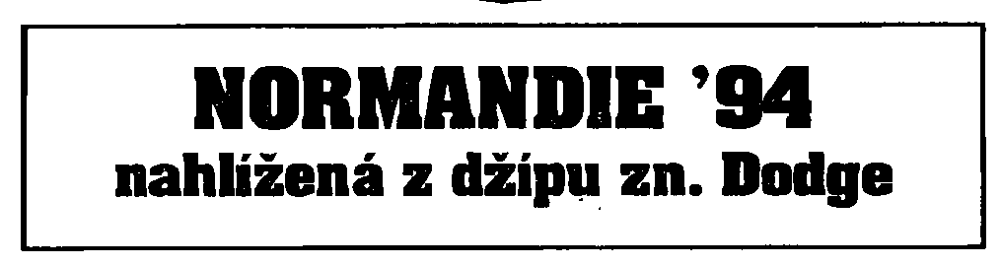 NORMANDIE ’94
nahlížená z džípu zn. Dodge